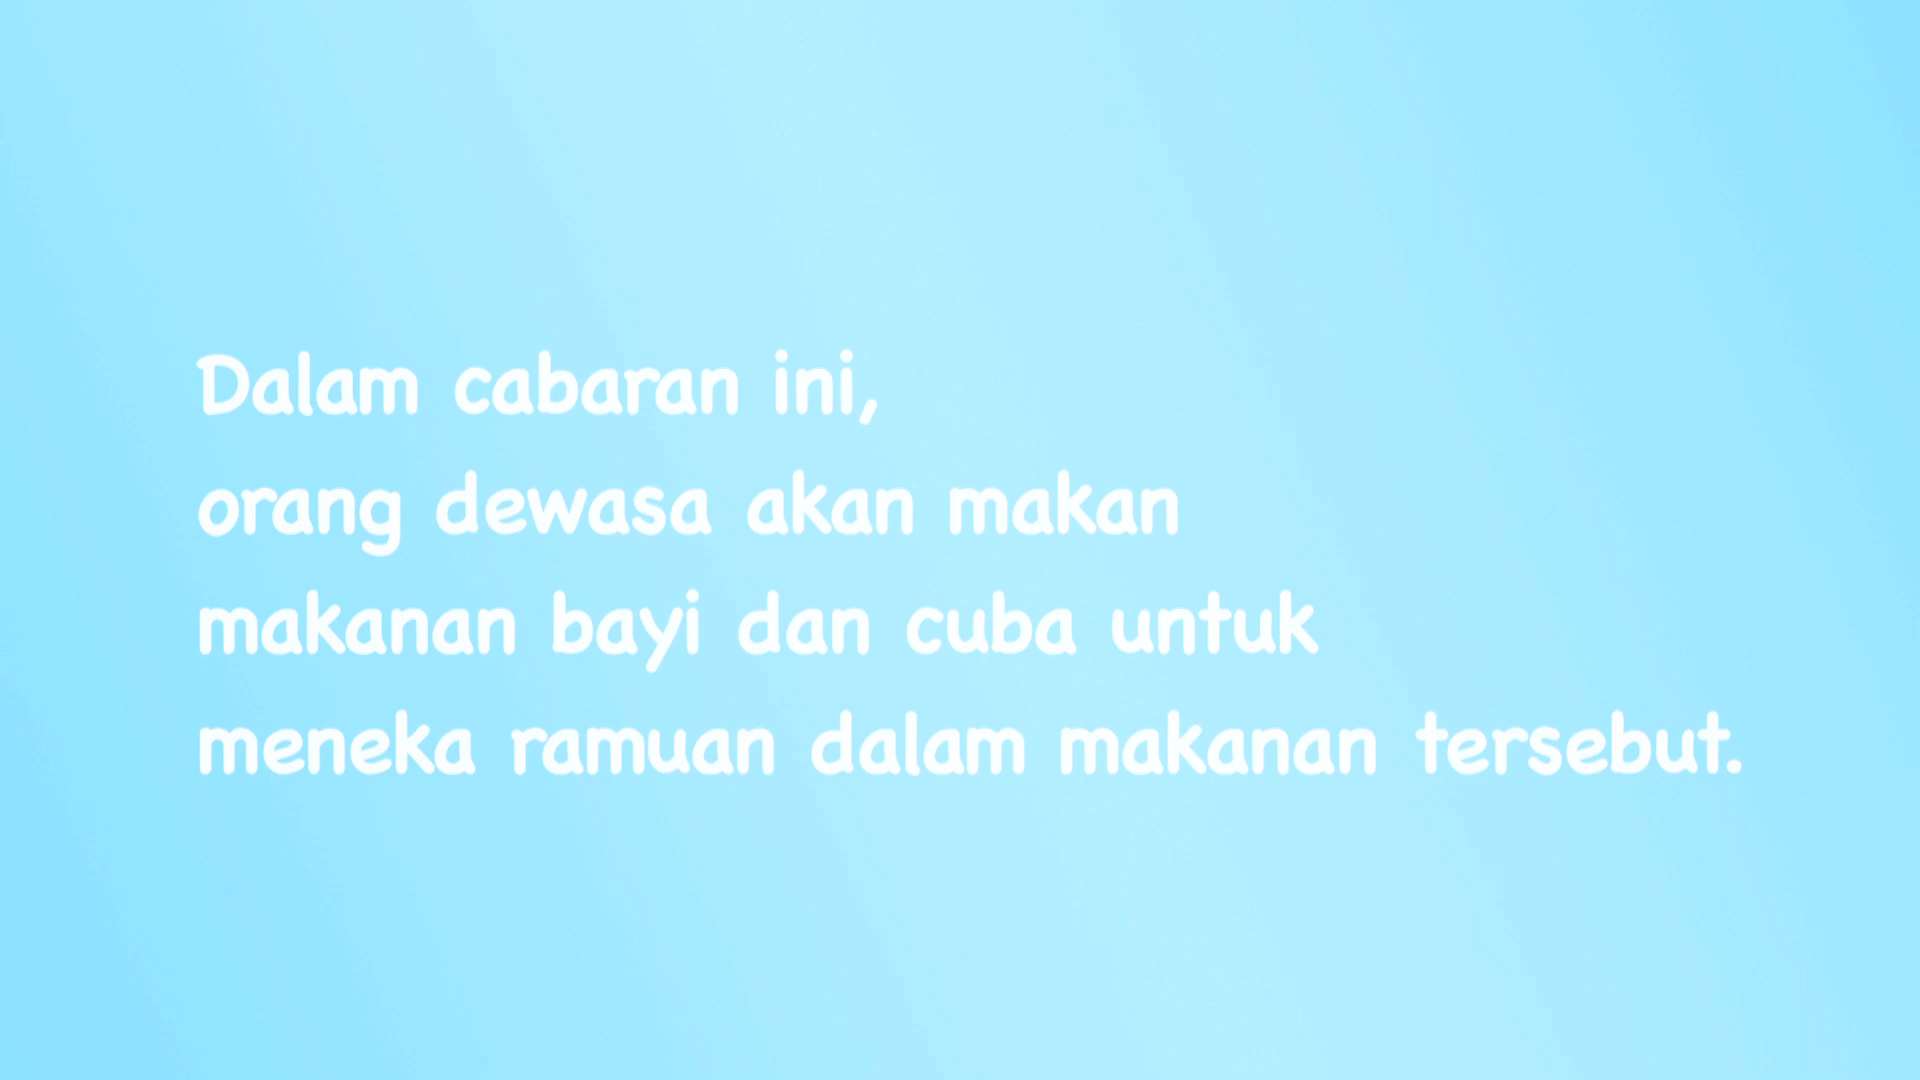 Dalam cabaran ini,
orang dewasa akan makan
makanan bayi dan cuba untuk
meneka ramuan dalam makanan tersebut.